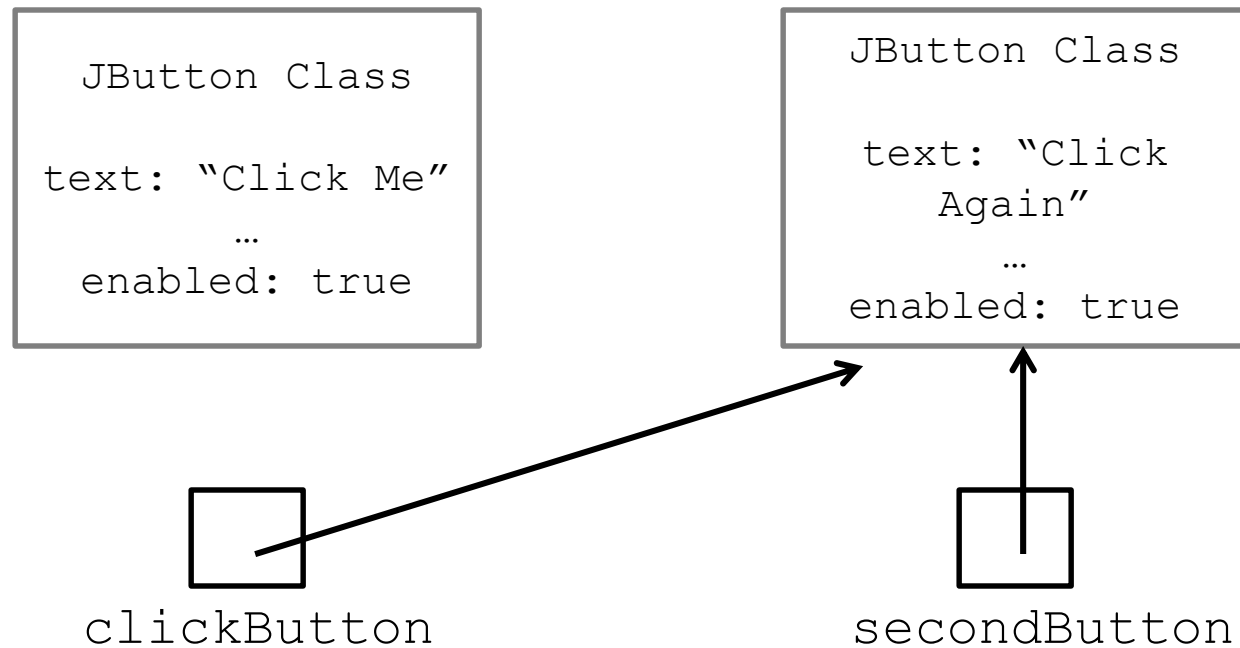 JButton Class
text: “Click Me”
…
enabled: true
JButton Class
text: “Click
Again”
…
enabled: true
clickButton
secondButton